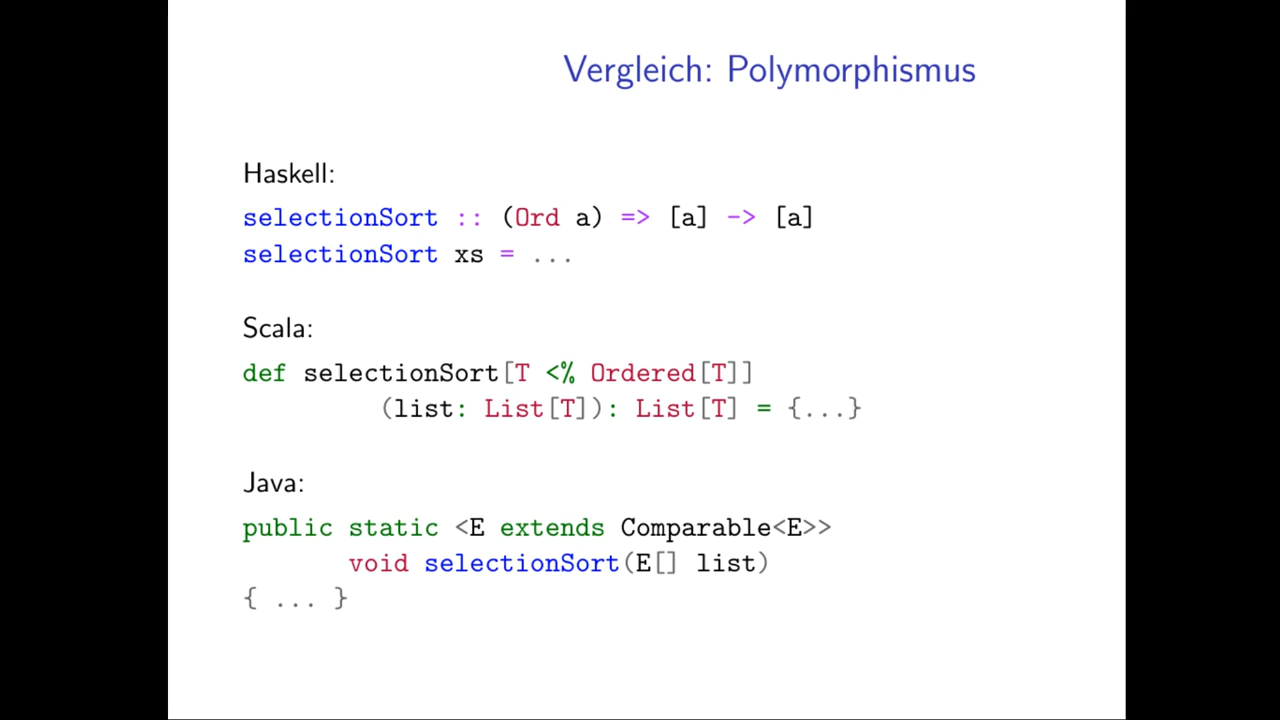 Vergleich: Polymorphismus
Haskell:
selectionSort :: (Ord a) => [a] -> [a]
selectionSort xs = ...
Scala:
def selectionSort[T <% Ordered[T]]
(list: List[T]): List[T] = {...}
Java:
public static <E extends Comparable<E>>
void selectionSort(E[] list)
{ ... }